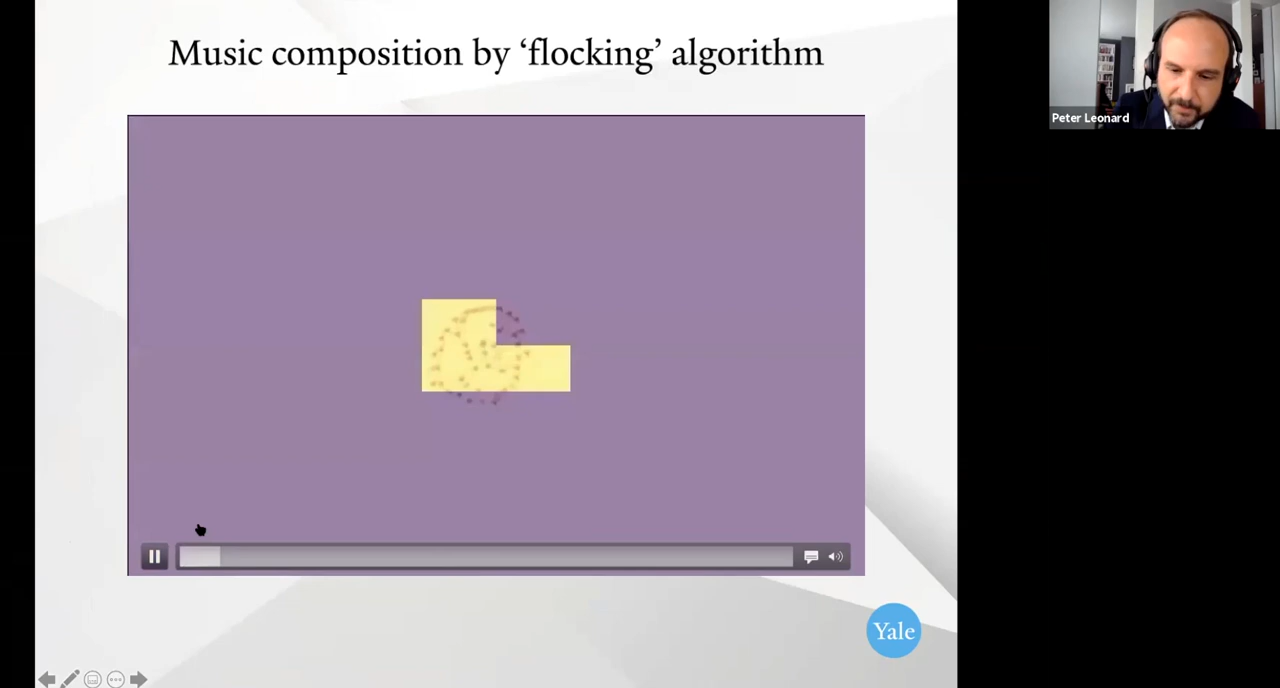 Music composition by ‘flocking’ algorithm
Peter Leonard
Yale